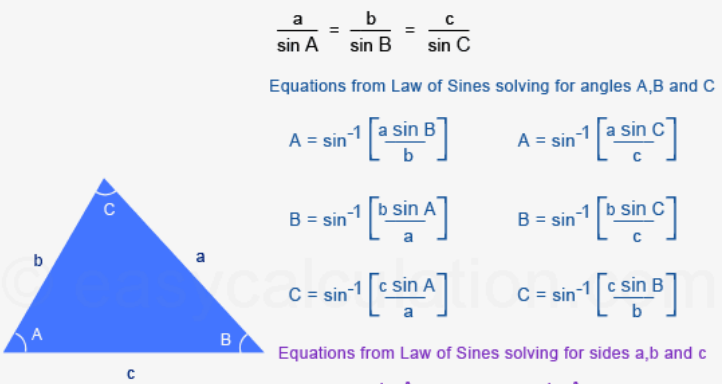 a / sin A = b / sin B = c / sin C
Equations from Law of Sines solving for angles A,B and C
A = sin⁻¹ [a sin B / b] A = sin⁻¹ [a sin C / c]
B = sin⁻¹ [b sin A / a] B = sin⁻¹ [b sin C / c]
C = sin⁻¹ [c sin A / a] C = sin⁻¹ [c sin B / b]
C
b
a
A
B
c
© easycalculation.com
Equations from Law of Sines solving for sides a,b and c